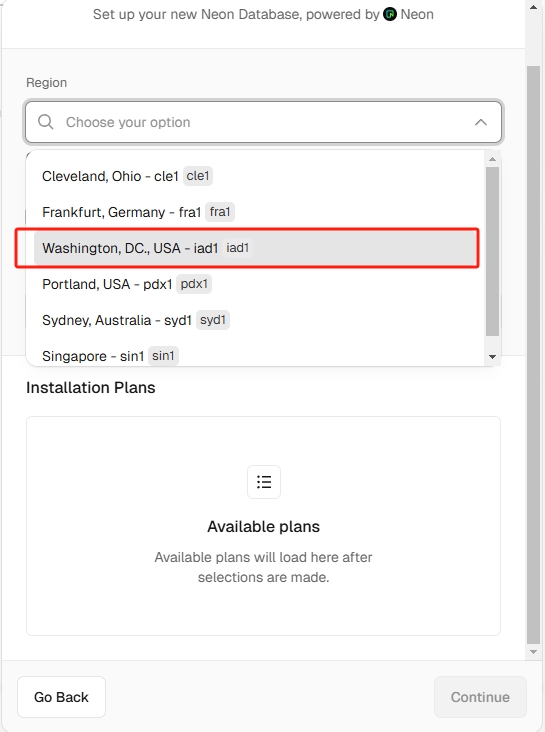 Set up your new Neon Database, powered by Neon
Region
Choose your option
Cleveland, Ohio - cle1 cle1
Frankfurt, Germany - fra1 fra1
Washington, DC., USA - iad1 iad1
Portland, USA - pdx1 pdx1
Sydney, Australia - syd1 syd1
Singapore - sin1 sin1
Installation Plans
Available plans
Available plans will load here after
selections are made.
Go Back Continue